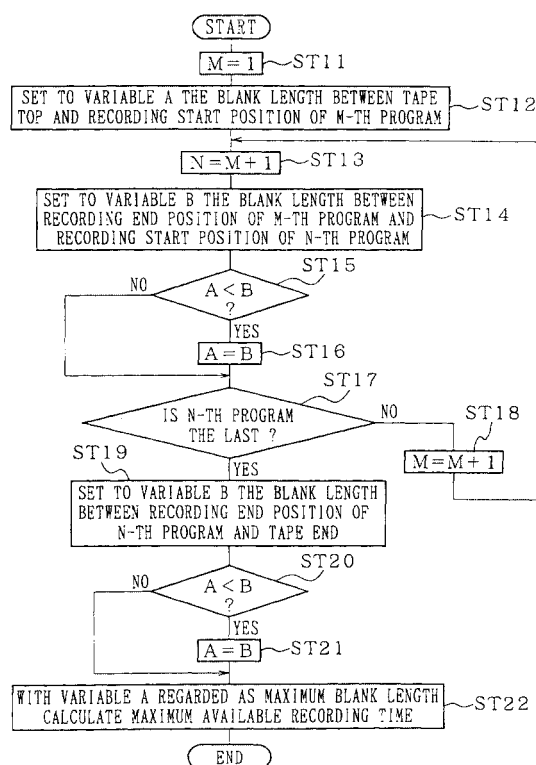 START
M=1
ST11
SET TO VARIABLE A THE BLANK LENGTH BETWEEN TAPE
TOP AND RECORDING START POSITION OF M-TH PROGRAM
ST12
N=M+1
ST13
SET TO VARIABLE B THE BLANK LENGTH BETWEEN
RECORDING END POSITION OF M-TH PROGRAM AND
RECORDING START POSITION OF N-TH PROGRAM
ST14
ST15
NO
A<B
?
YES
A=B
ST16
ST17
IS N-TH PROGRAM
THE LAST ?
NO
ST18
M=M+1
ST19
YES
SET TO VARIABLE B THE BLANK LENGTH
BETWEEN RECORDING END POSITION OF
N-TH PROGRAM AND TAPE END
ST20
NO
A<B
?
YES
A=B
ST21
WITH VARIABLE A REGARDED AS MAXIMUM BLANK LENGTH
CALCULATE MAXIMUM AVAILABLE RECORDING TIME
ST22
END